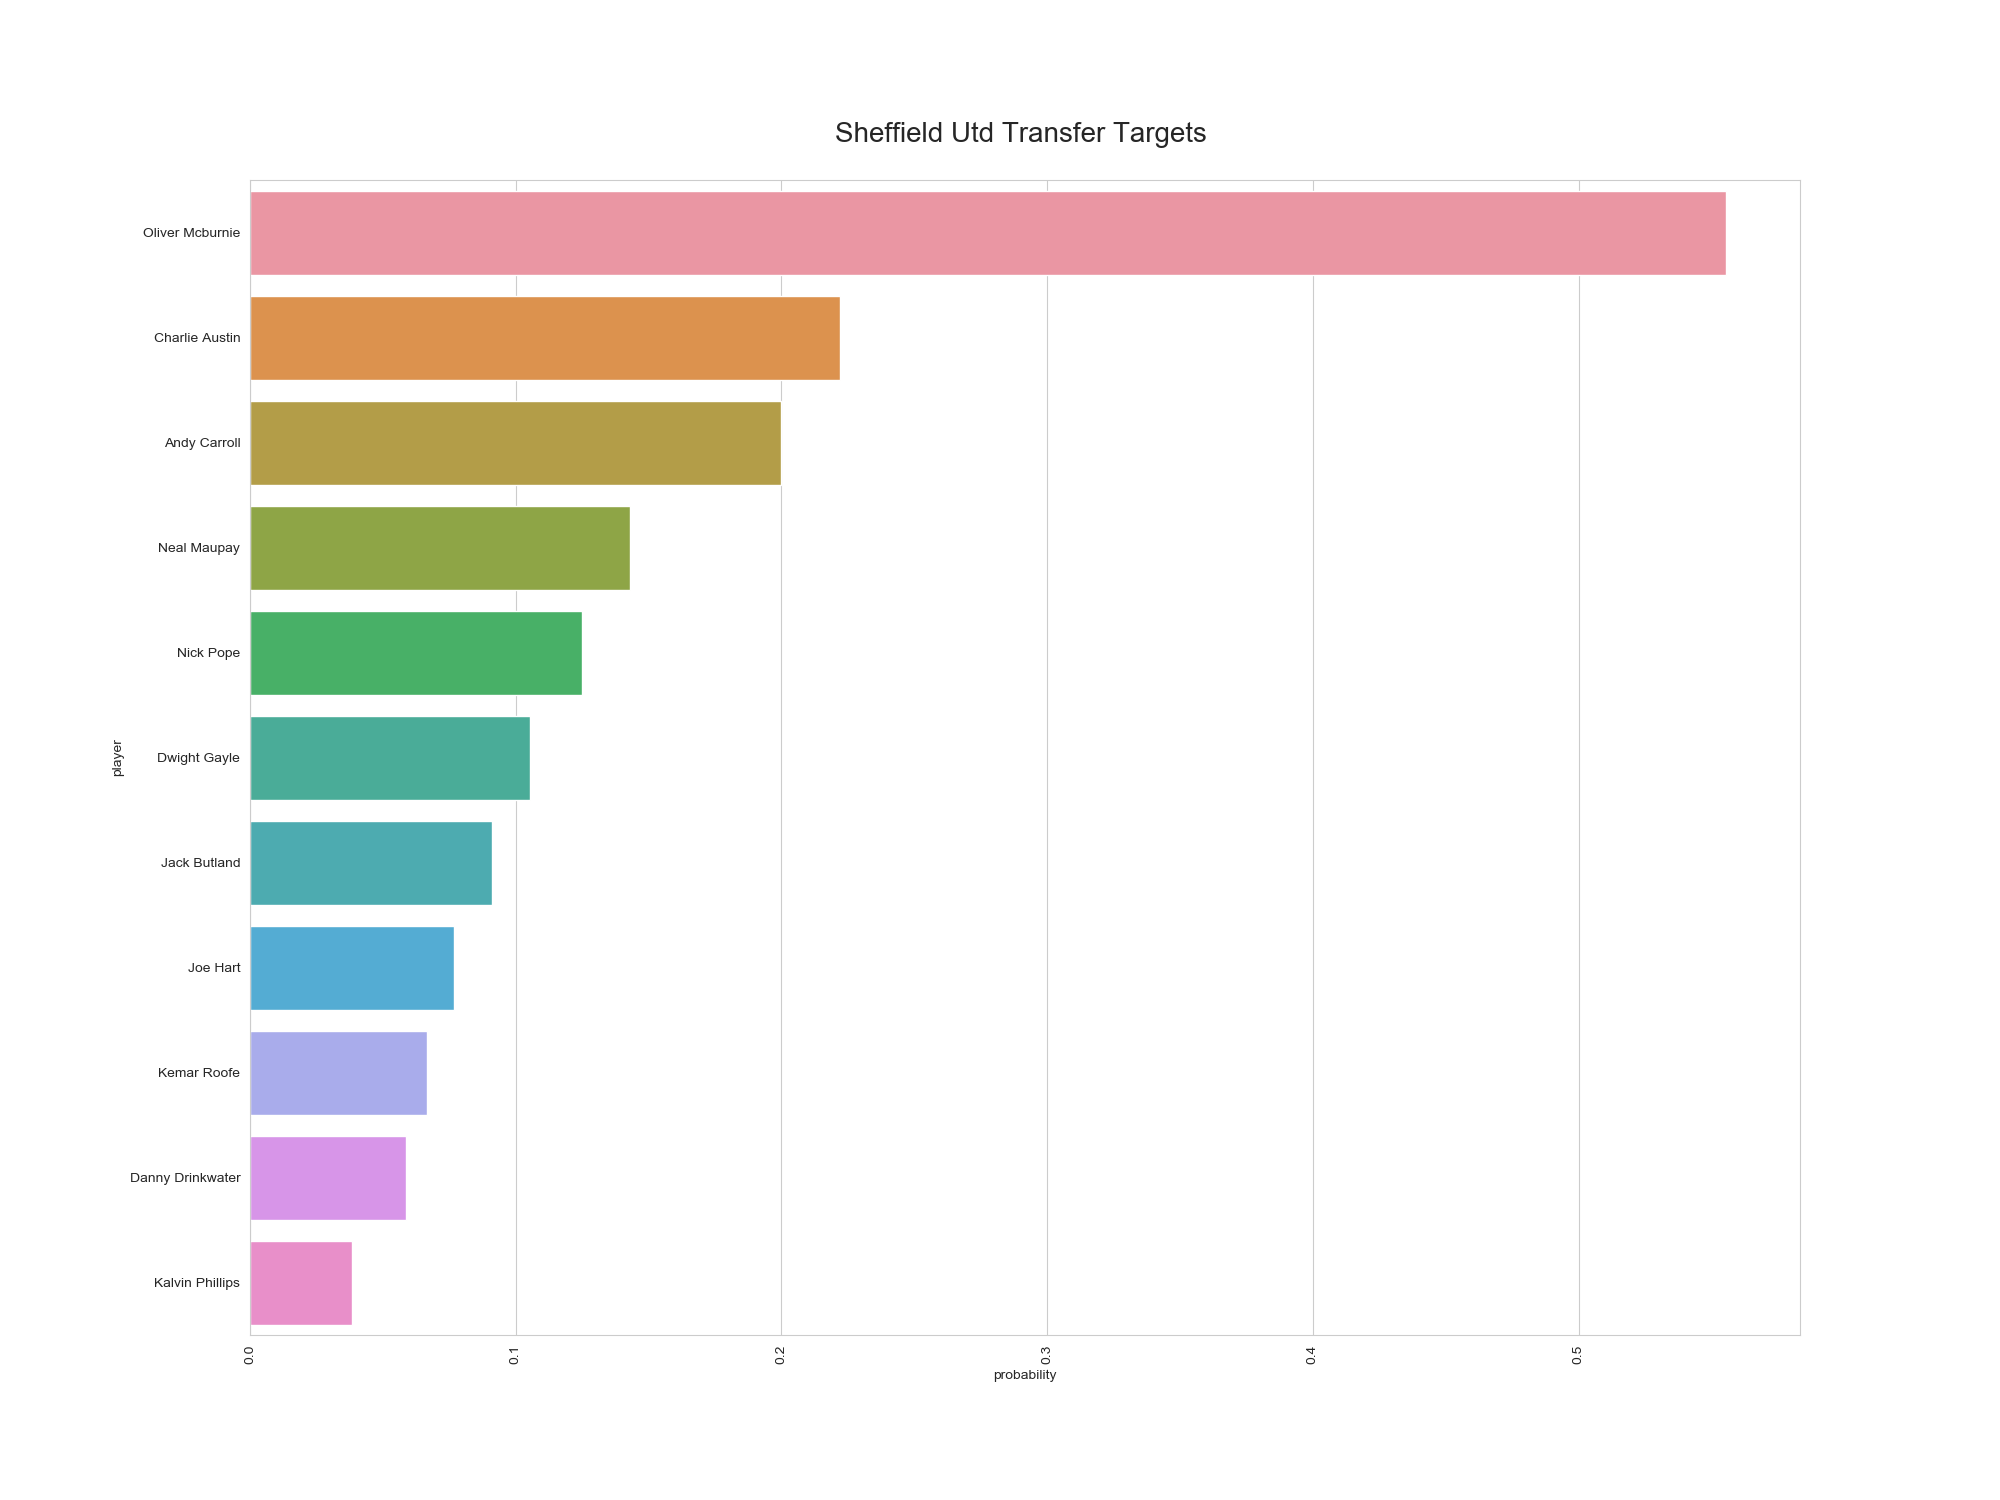 Sheffield Utd Transfer Targets
Oliver Mcburnie
Charlie Austin
Andy Carroll
Neal Maupay
Nick Pope
Dwight Gayle
Jack Butland
Joe Hart
Kemar Roofe
Danny Drinkwater
Kalvin Phillips
player
0.0 0.1 0.2 0.3 0.4 0.5
probability